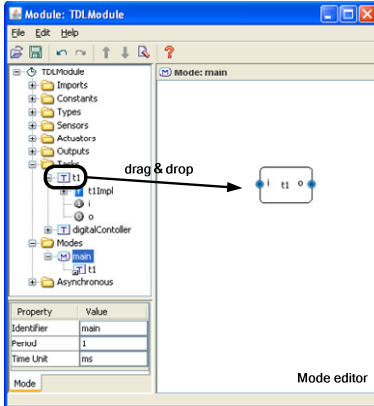 Module: TDLModule
File Edit Help
TDLModule
Imports
Constants
Types
Sensors
Actuators
Outputs
Tasks
t1
t1Impl
i
o
digitalContoller
Modes
main
t1
Asynchronous
Property Value
Identifier main
Period 1
Time Unit ms
Mode
Mode: main
drag & drop
i t1 o
Mode editor